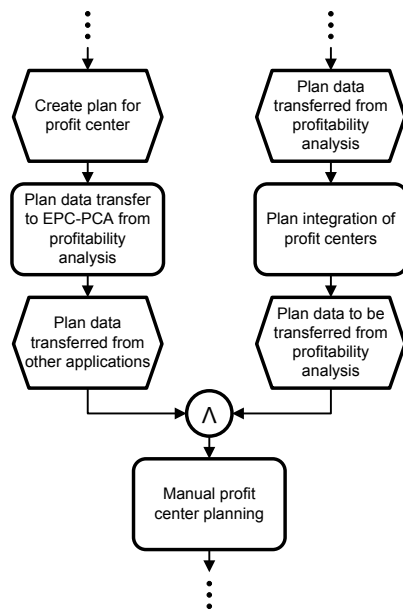 Create plan for
profit center
Plan data transfer
to EPC-PCA from
profitability
analysis
Plan data
transferred from
other applications
Plan data
transferred from
profitability
analysis
Plan integration of
profit centers
Plan data to be
transferred from
profitability
analysis
Λ
Manual profit
center planning